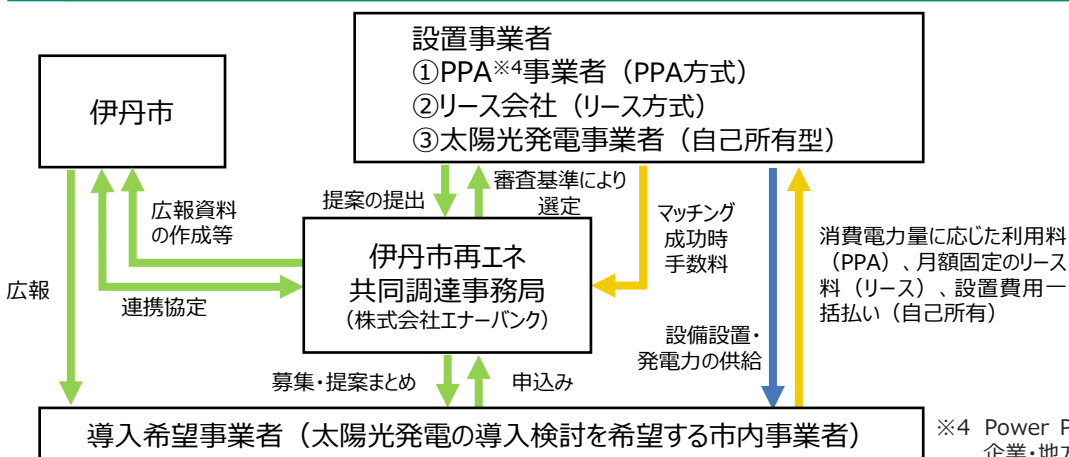 設置事業者
①PPA※4事業者（PPA方式）
②リース会社（リース方式）
③太陽光発電事業者（自己所有型）
伊丹市
提案の提出
審査基準により
選定
広報資料
の作成等
マッチング
成功時
手数料
伊丹市再エネ
共同調達事務局
（株式会社エナーバンク）
消費電力量に応じた利用料
（PPA）、月額固定のリース
料（リース）、設置費用一
括払い（自己所有）
広報
連携協定
設備設置・
発電力の供給
募集・提案まとめ
申込み
導入希望事業者（太陽光発電の導入検討を希望する市内事業者）
※4 Power P
企業・地方